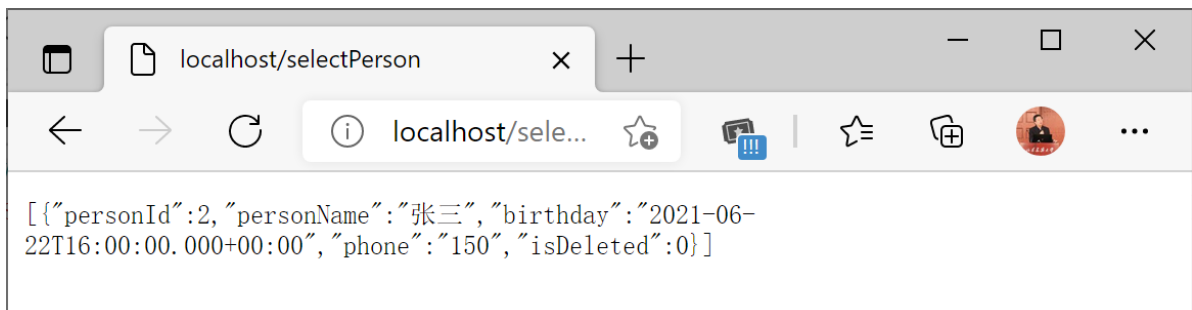 localhost/selectPerson
localhost/sele...
!!!
[{"personId":2,"personName":"张三","birthday":"2021-06-
22T16:00:00.000+00:00","phone":"150","isDeleted":0}]